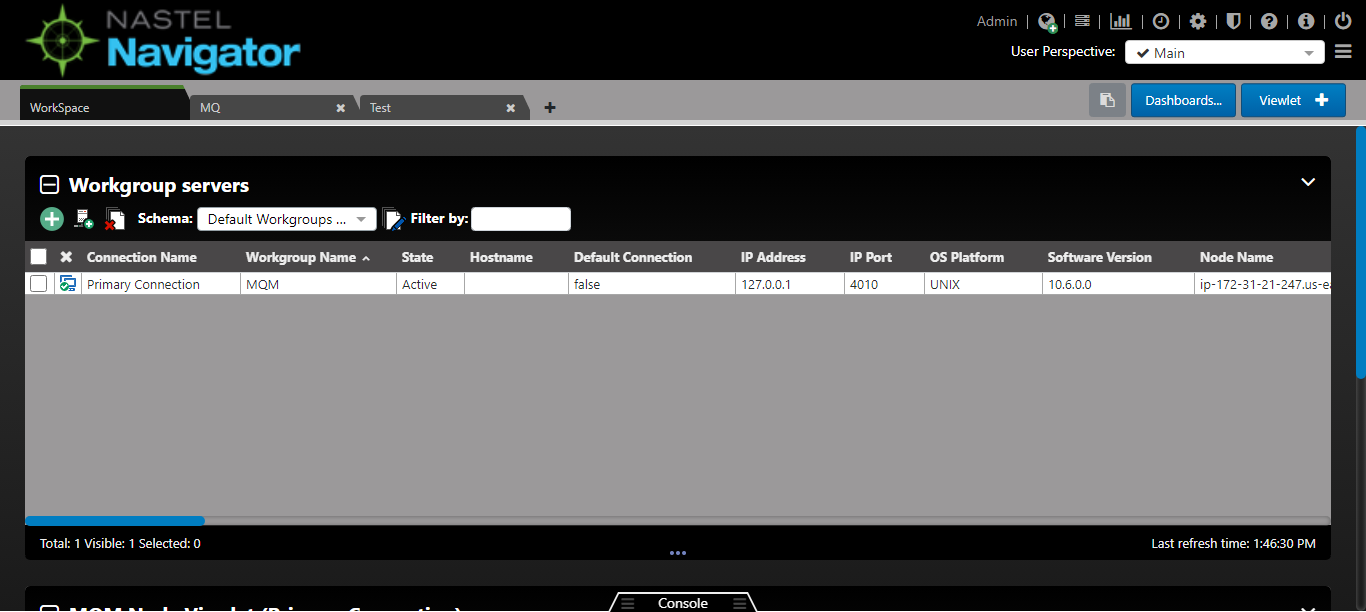 NASTEL
Navigator
Admin
User Perspective: Main
WorkSpace MQ Test
Dashboards... Viewlet
Workgroup servers
Schema: Default Workgroups ... Filter by:
Connection Name Workgroup Name State Hostname Default Connection IP Address IP Port OS Platform Software Version Node Name
Primary Connection MQM Active false 127.0.0.1 4010 UNIX 10.6.0.0 ip-172-31-21-247.us-ea
Total: 1 Visible: 1 Selected: 0 Last refresh time: 1:46:30 PM
MQM Node Viewlet (Primary Connection)
Console